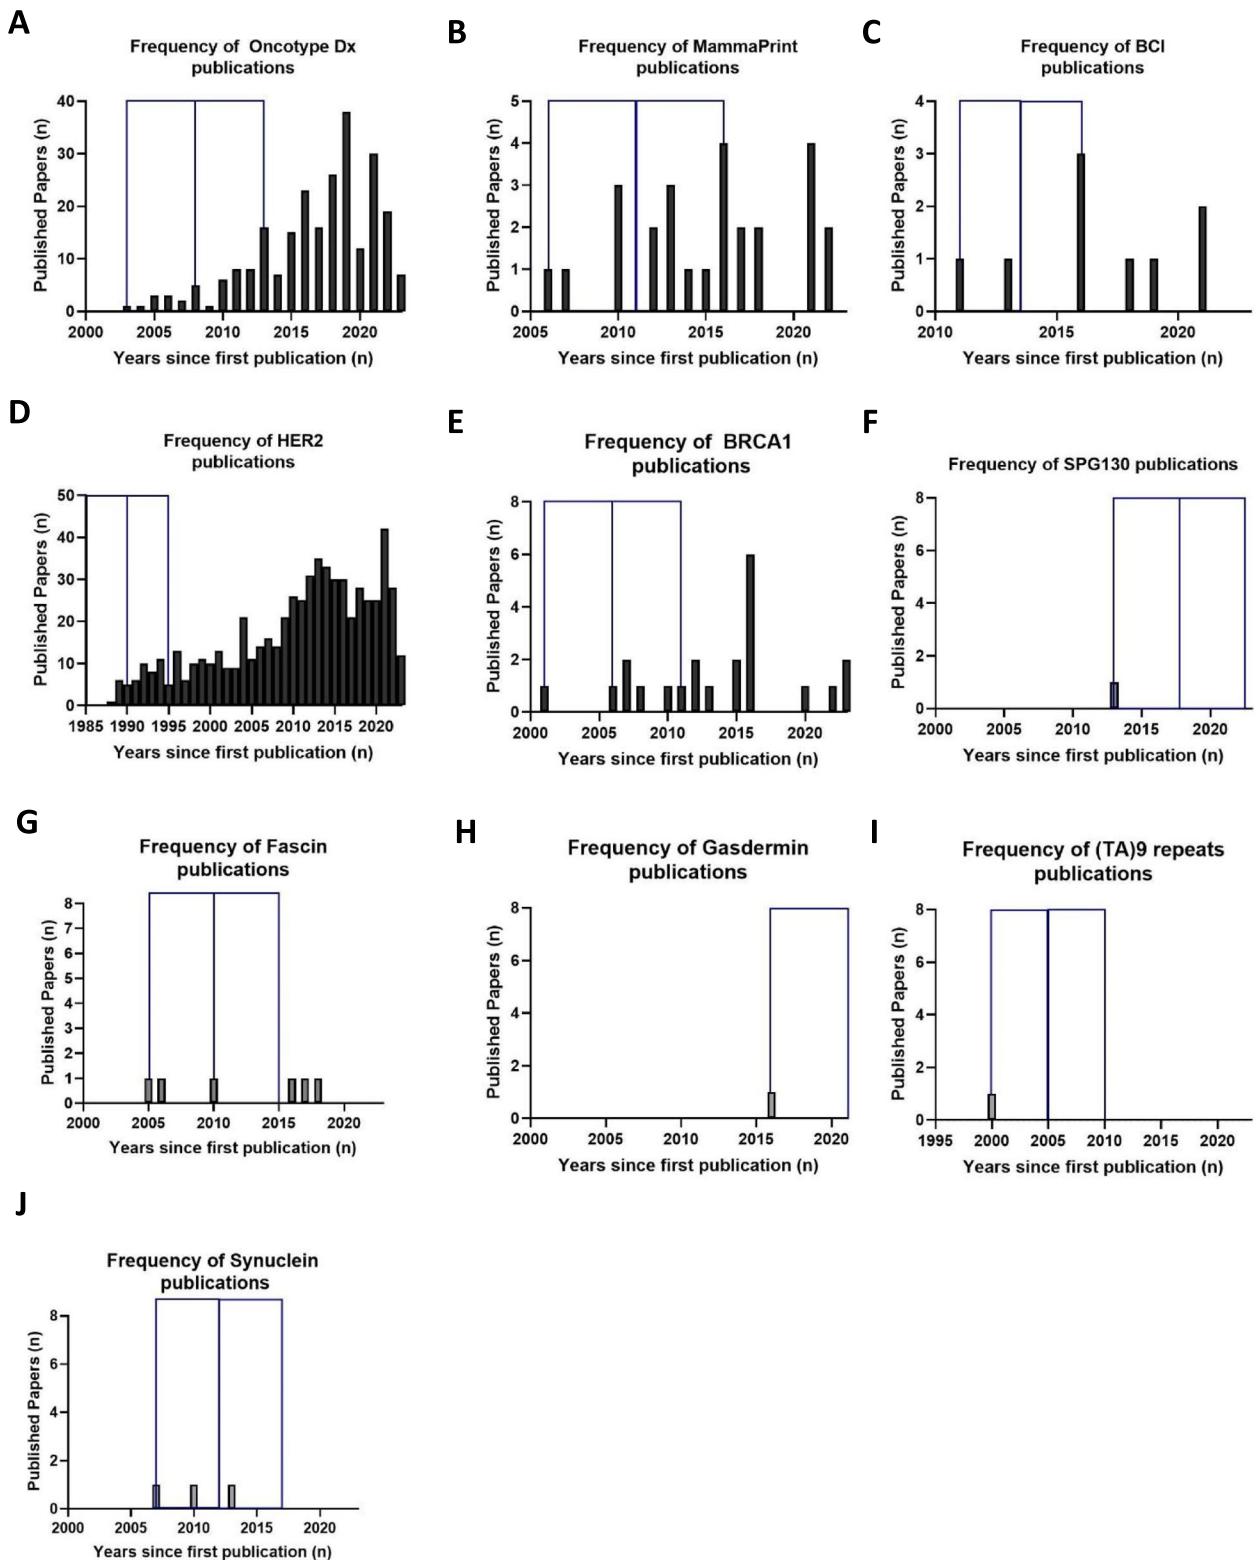 A
Frequency of Oncotype Dx
publications
Published Papers (n)
40
30
20
10
0
2000 2005 2010 2015 2020
Years since first publication (n)
B
Frequency of MammaPrint
publications
Published Papers (n)
5
4
3
2
1
0
2005 2010 2015 2020
Years since first publication (n)
C
Frequency of BCI
publications
Published Papers (n)
4
3
2
1
0
2010 2015 2020
Years since first publication (n)
D
Frequency of HER2
publications
Published Papers (n)
50
40
30
20
10
0
1985 1990 1995 2000 2005 2010 2015 2020
Years since first publication (n)
E
Frequency of BRCA1
publications
Published Papers (n)
8
6
4
2
0
2000 2005 2010 2015 2020
Years since first publication (n)
F
Frequency of SPG130 publications
Published Papers (n)
8
6
4
2
0
2000 2005 2010 2015 2020
Years since first publication (n)
G
Frequency of Fascin
publications
Published Papers (n)
8
7
6
5
4
3
2
1
0
2000 2005 2010 2015 2020
Years since first publication (n)
H
Frequency of Gasdermin
publications
Published Papers (n)
8
6
4
2
0
2000 2005 2010 2015 2020
Years since first publication (n)
I
Frequency of (TA)9 repeats
publications
Published Papers (n)
8
6
4
2
0
1995 2000 2005 2010 2015 2020
Years since first publication (n)
J
Frequency of Synuclein
publications
Published Papers (n)
8
6
4
2
0
2000 2005 2010 2015 2020
Years since first publication (n)